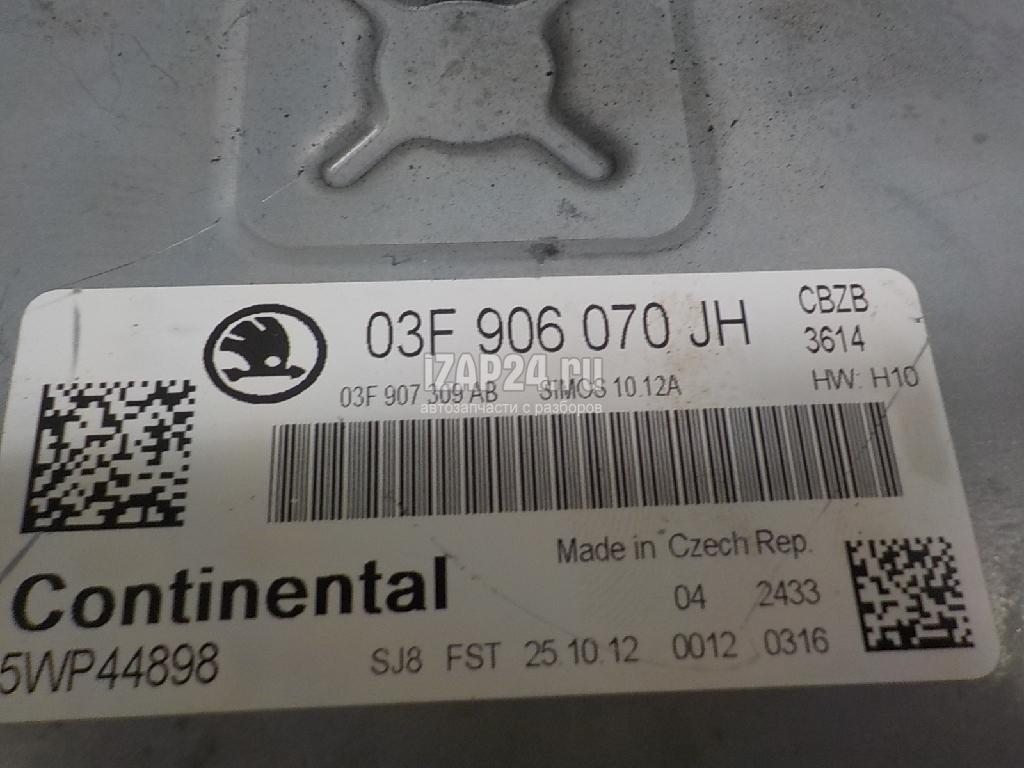 03F 906 070 JH
CBZB
3614
03F 907 309 AB SIMOS 10.12A
HW: H10
IZAP24.ru
автозапчасти с разборов
Made in Czech Rep.
Continental
04 2433
5WP44898
SJ8 FST 25.10.12 0012 0316